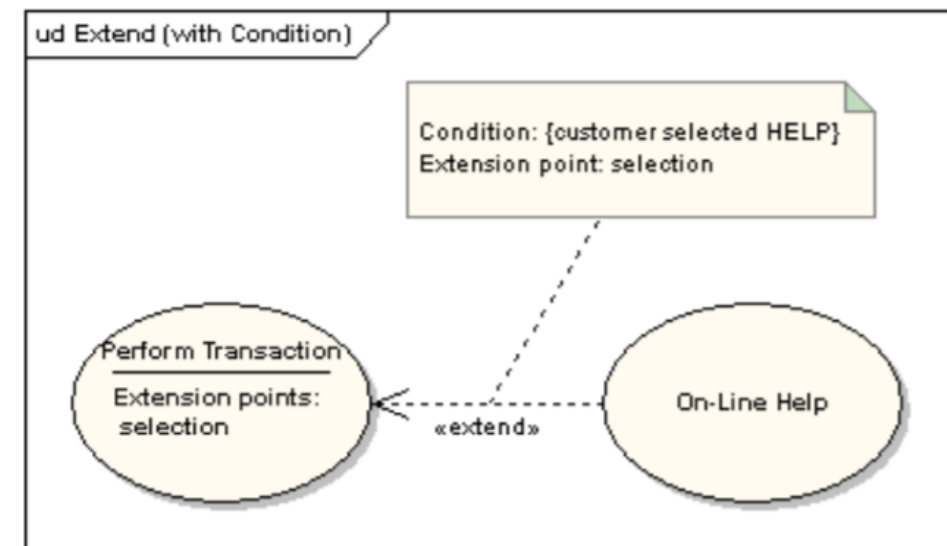 ud Extend (with Condition)
Condition: {customer selected HELP}
Extension point: selection
Perform Transaction
Extension points:
selection
«extend»
On-Line Help